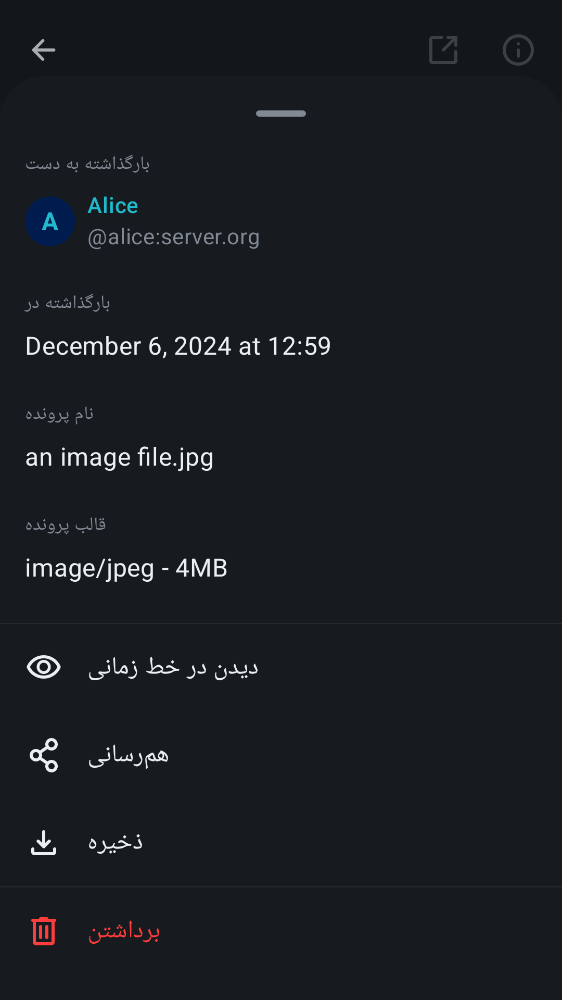 بارگذاشته به دست
A
Alice
@alice:server.org
بارگذاشته در
December 6, 2024 at 12:59
نام پرونده
an image file.jpg
قالب پرونده
image/jpeg - 4MB
دیدن در خط زمانی
هم‌رسانی
ذخیره
برداشتن